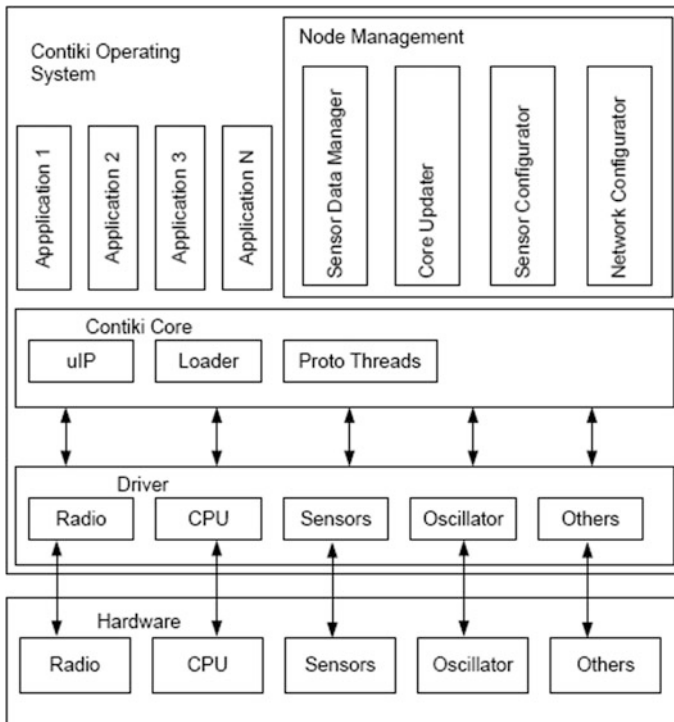 Contiki Operating
System
Node Management
Appplication 1
Application 2
Application 3
Application N
Sensor Data Manager
Core Updater
Sensor Configurator
Network Configurator
Contiki Core
uIP
Loader
Proto Threads
Driver
Radio
CPU
Sensors
Oscillator
Others
Hardware
Radio
CPU
Sensors
Oscillator
Others